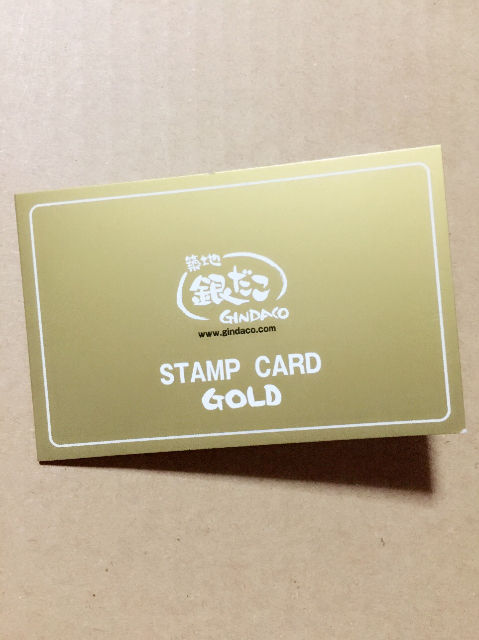 築地
銀だこ
GINDACO
www.gindaco.com
STAMP CARD
GOLD